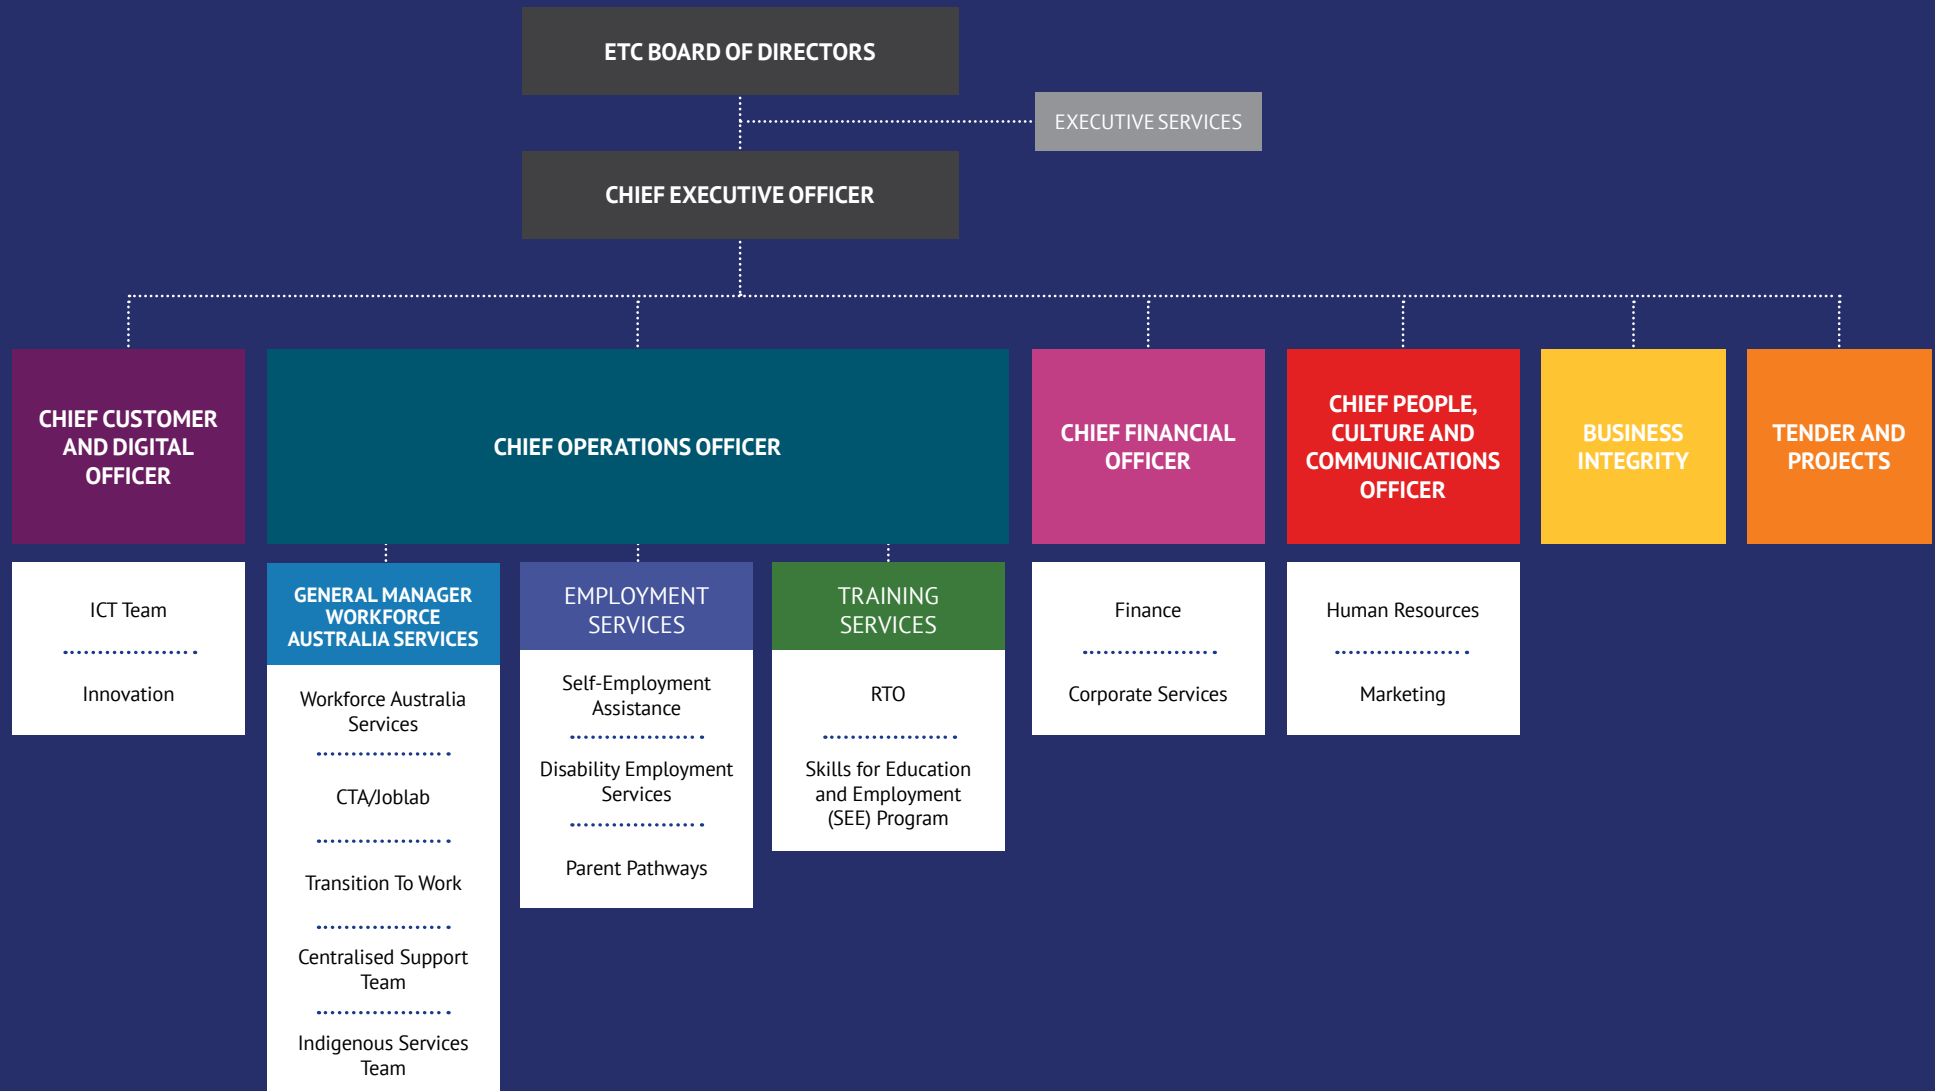 ETC BOARD OF DIRECTORS
EXECUTIVE SERVICES
CHIEF EXECUTIVE OFFICER
CHIEF CUSTOMER
AND DIGITAL
OFFICER
ICT Team
Innovation
CHIEF OPERATIONS OFFICER
GENERAL MANAGER
WORKFORCE
AUSTRALIA SERVICES
Workforce Australia
Services
CTA/Joblab
Transition To Work
Centralised Support
Team
Indigenous Services
Team
EMPLOYMENT
SERVICES
Self-Employment
Assistance
Disability Employment
Services
Parent Pathways
TRAINING
SERVICES
RTO
Skills for Education
and Employment
(SEE) Program
CHIEF FINANCIAL
OFFICER
Finance
Corporate Services
CHIEF PEOPLE,
CULTURE AND
COMMUNICATIONS
OFFICER
Human Resources
Marketing
BUSINESS
INTEGRITY
TENDER AND
PROJECTS